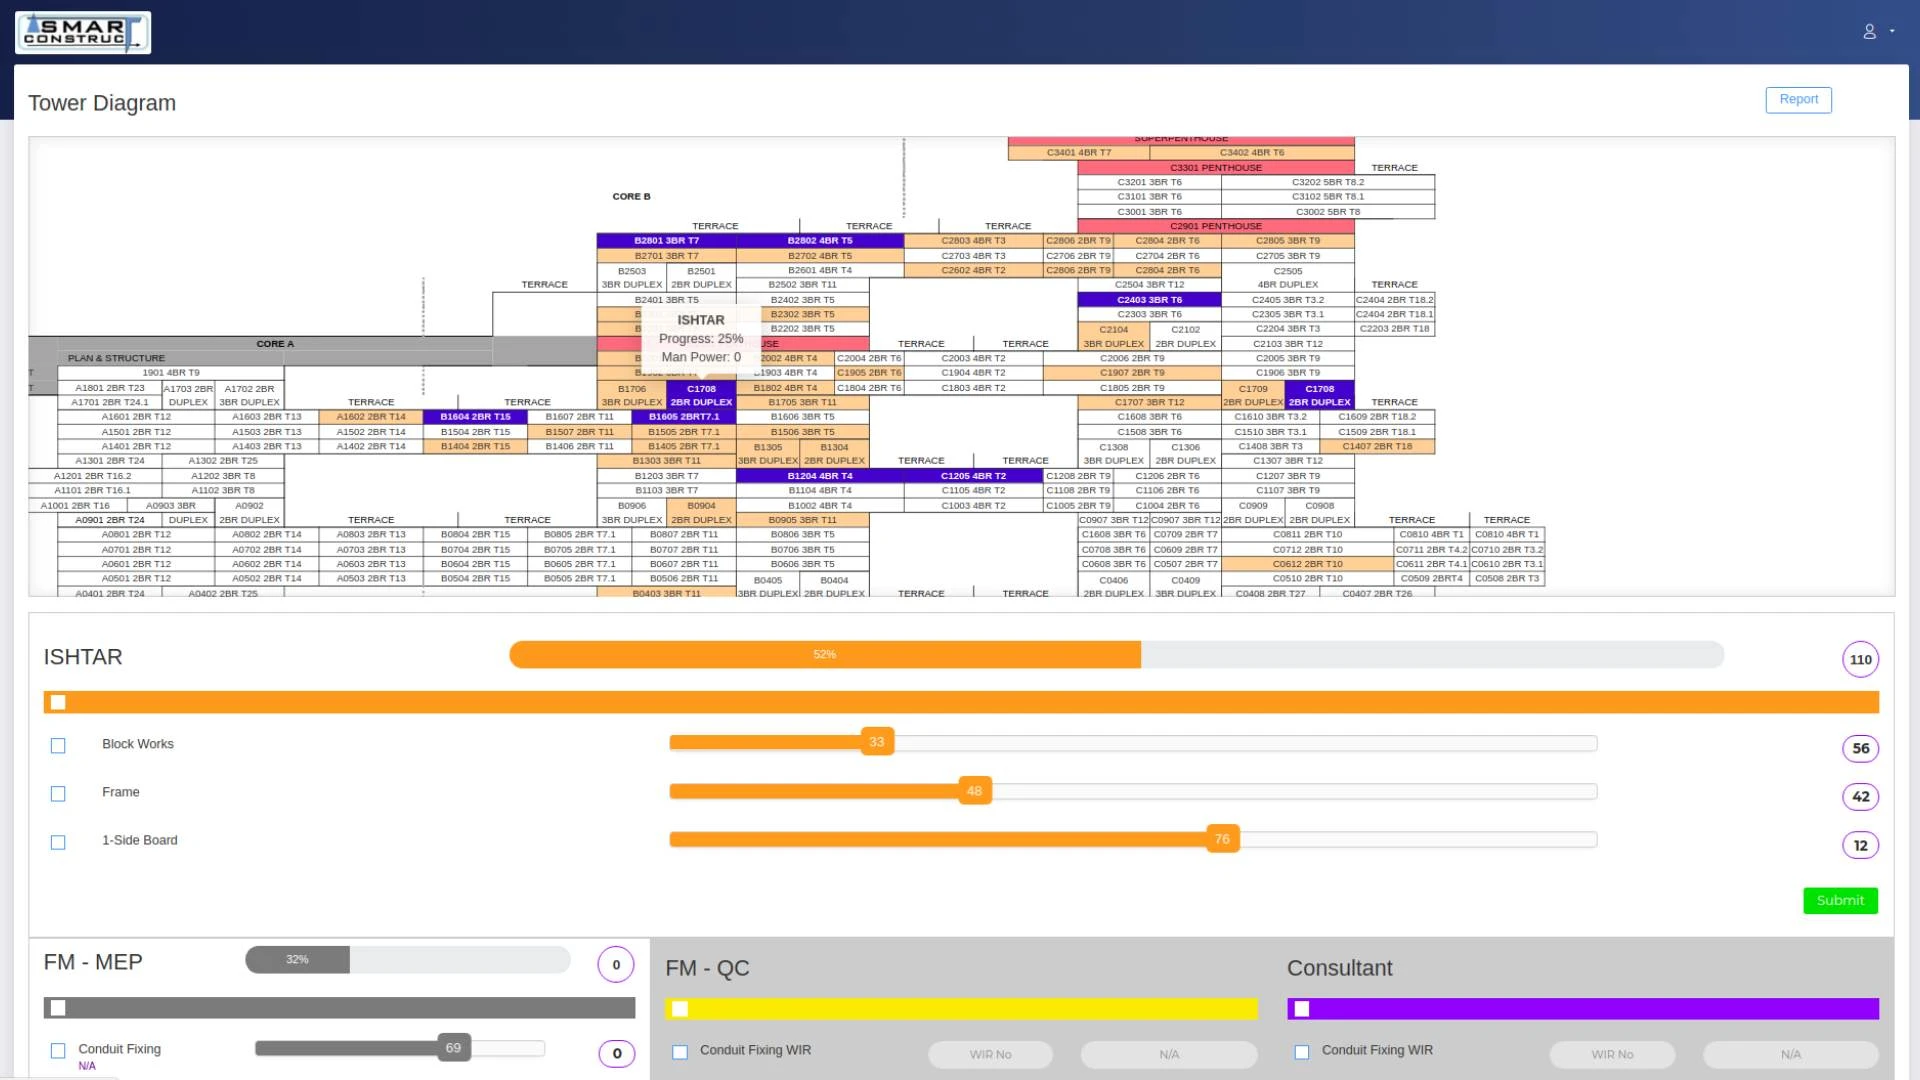 SMART
CONSTRUCT
Tower Diagram
Report
SUPERPENTHOUSE
C3401 4BR T7 C3402 4BR T6
C3301 PENTHOUSE TERRACE
C3201 3BR T6 C3202 5BR T8.2
CORE B C3101 3BR T6 C3102 5BR T8.1
C3001 3BR T6 C3002 5BR T8
TERRACE TERRACE TERRACE C2901 PENTHOUSE
B2801 3BR T7 B2802 4BR T5 C2803 4BR T3 C2806 2BR T9 C2804 2BR T6 C2805 3BR T9
B2701 3BR T7 B2702 4BR T5 C2703 4BR T3 C2706 2BR T9 C2704 2BR T6 C2705 3BR T9
B2503 B2501 B2601 4BR T4 C2602 4BR T2 C2806 2BR T9 C2804 2BR T6 C2505
TERRACE 3BR DUPLEX 2BR DUPLEX B2502 3BR T11 C2504 3BR T12 4BR DUPLEX TERRACE
B2401 3BR T5 B2402 3BR T5 C2403 3BR T6 C2405 3BR T3.2 C2404 2BR T18.2
B2302 3BR T5 C2303 3BR T6 C2305 3BR T3.1 C2404 2BR T18.1
ISHTAR
B2202 3BR T5 C2104 C2102 C2204 3BR T3 C2203 2BR T18
Progress: 25%
CORE A TERRACE TERRACE 3BR DUPLEX 2BR DUPLEX C2103 3BR T12
Man Power: 0
PLAN & STRUCTURE 2002 4BR T4 C2004 2BR T6 C2003 4BR T2 C2006 2BR T9 C2005 3BR T9
T 1901 4BR T9 C1903 4BR T4 C1905 2BR T6 C1904 4BR T2 C1907 2BR T9 C1906 3BR T9
T A1801 2BR T23 A1703 2BR A1702 2BR B1706 C1708 B1802 4BR T4 C1804 2BR T6 C1803 4BR T2 C1805 2BR T9 C1709 C1708
A1701 2BR T24.1 DUPLEX 3BR DUPLEX TERRACE TERRACE 3BR DUPLEX 2BR DUPLEX B1705 3BR T11 C1707 3BR T12 2BR DUPLEX 2BR DUPLEX TERRACE
A1601 2BR T12 A1603 2BR T13 A1602 2BR T14 B1604 2BR T15 B1607 2BR T11 B1605 2BRT7.1 B1606 3BR T5 C1608 3BR T6 C1610 3BR T3.2 C1609 2BR T18.2
A1501 2BR T12 A1503 2BR T13 A1502 2BR T14 B1504 2BR T15 B1507 2BR T11 B1505 2BR T7.1 B1506 3BR T5 C1508 3BR T6 C1510 3BR T3.1 C1509 2BR T18.1
A1401 2BR T12 A1403 2BR T13 A1402 2BR T14 B1404 2BR T15 B1406 2BR T11 B1405 2BR T7.1 B1305 B1304 C1308 C1306 C1408 3BR T3 C1407 2BR T18
A1301 2BR T24 A1302 2BR T25 B1303 3BR T11 3BR DUPLEX 2BR DUPLEX TERRACE TERRACE 3BR DUPLEX 2BR DUPLEX C1307 3BR T12
A1201 2BR T16.2 A1202 3BR T8 B1203 3BR T7 B1204 4BR T4 C1205 4BR T2 C1208 2BR T9 C1206 2BR T6 C1207 3BR T9
A1101 2BR T16.1 A1102 3BR T8 B1103 3BR T7 B1104 4BR T4 C1105 4BR T2 C1108 2BR T9 C1106 2BR T6 C1107 3BR T9
A1001 2BR T16 A0903 3BR A0902 B0906 B0904 B1002 4BR T4 C1003 4BR T2 C1005 2BR T9 C1004 2BR T6 C0909 C0908
A0901 2BR T24 DUPLEX 2BR DUPLEX TERRACE TERRACE 3BR DUPLEX 2BR DUPLEX B0905 3BR T11 C0907 3BR T12 C0907 3BR T12 2BR DUPLEX 2BR DUPLEX TERRACE TERRACE
A0801 2BR T12 A0802 2BR T14 A0803 2BR T13 B0804 2BR T15 B0805 2BR T7.1 B0807 2BR T11 B0806 3BR T5 C1608 3BR T6 C0709 2BR T7 C0811 2BR T10 C0810 4BR T1 C0810 4BR T1
A0701 2BR T12 A0702 2BR T14 A0703 2BR T13 B0704 2BR T15 B0705 2BR T7.1 B0707 2BR T11 B0706 3BR T5 C0708 3BR T6 C0609 2BR T7 C0712 2BR T10 C0711 2BR T4.2 C0710 2BR T3.2
A0601 2BR T12 A0602 2BR T14 A0603 2BR T13 B0604 2BR T15 B0605 2BR T7.1 B0607 2BR T11 B0606 3BR T5 C0608 3BR T6 C0507 2BR T7 C0612 2BR T10 C0611 2BR T4.1 C0610 2BR T3.1
A0501 2BR T12 A0502 2BR T14 A0503 2BR T13 B0504 2BR T15 B0505 2BR T7.1 B0506 2BR T11 B0405 B0404 C0406 C0409 C0510 2BR T10 C0509 2BRT4 C0508 2BR T3
A0401 2BR T24 A0402 2BR T25 B0403 3BR T11 3BR DUPLEX 2BR DUPLEX TERRACE TERRACE 2BR DUPLEX 3BR DUPLEX C0408 2BR T27 C0407 2BR T26
ISHTAR 52% 110
Block Works 33 56
Frame 48 42
1-Side Board 76 12
Submit
FM - MEP 32% 0
FM - QC
Consultant
Conduit Fixing 69 0
N/A
Conduit Fixing WIR WIR No N/A
Conduit Fixing WIR WIR No N/A